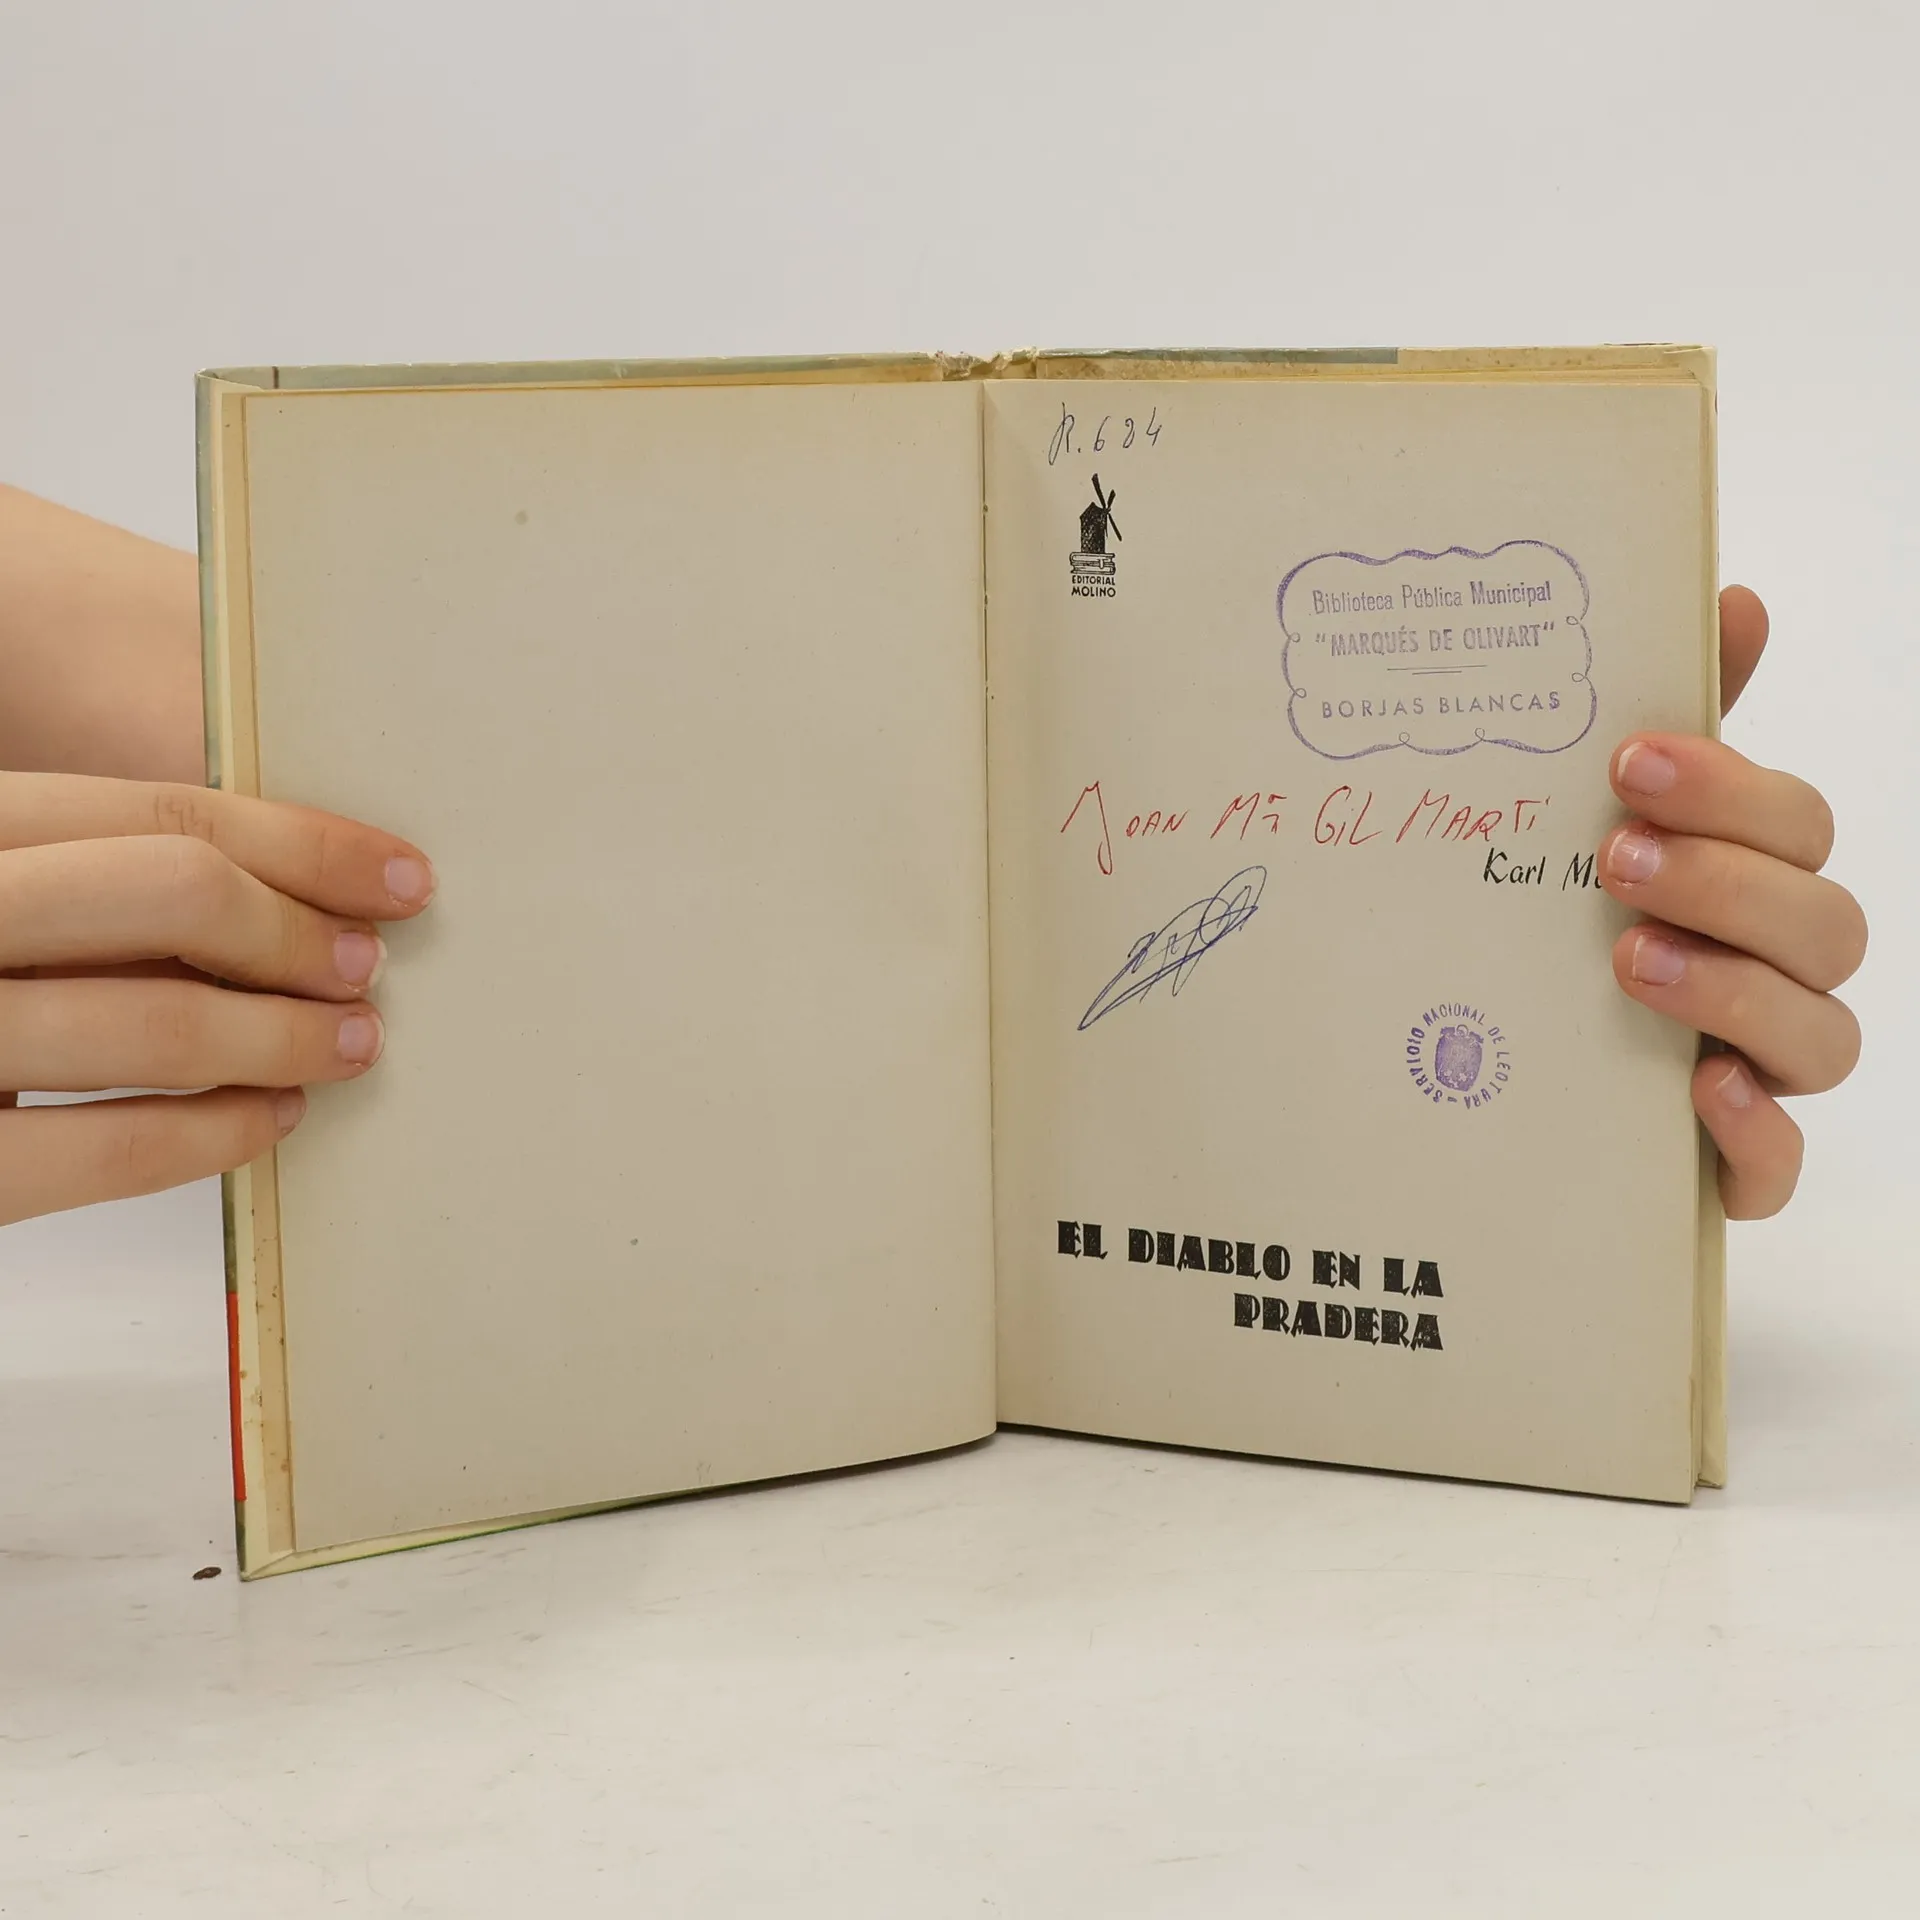 R. 624
EDITORIAL
MOLINO
Biblioteca Pública Municipal
"MARQUÉS DE OLIVART"
BORJAS BLANCAS
JOAN Mª GIL MARTÍ
Karl
SERVICIO NACIONAL DE LECTURA -
EL DIABLO EN LA
PRADERA